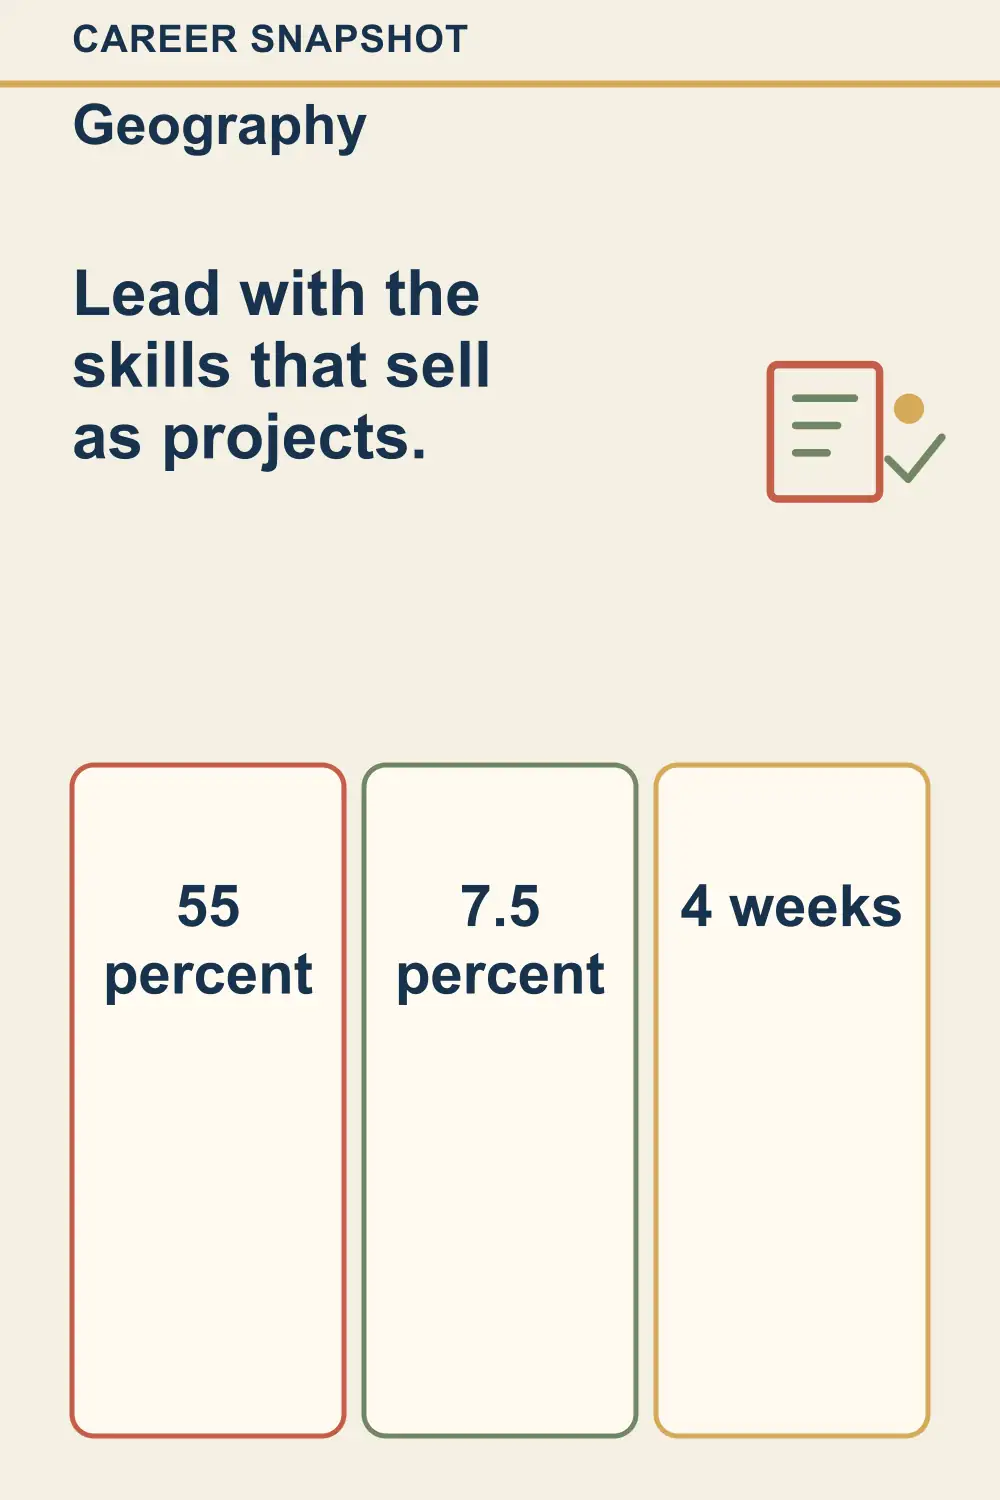 CAREER SNAPSHOT
Geography
Lead with the
skills that sell
as projects.
55
percent
7.5
percent
4 weeks